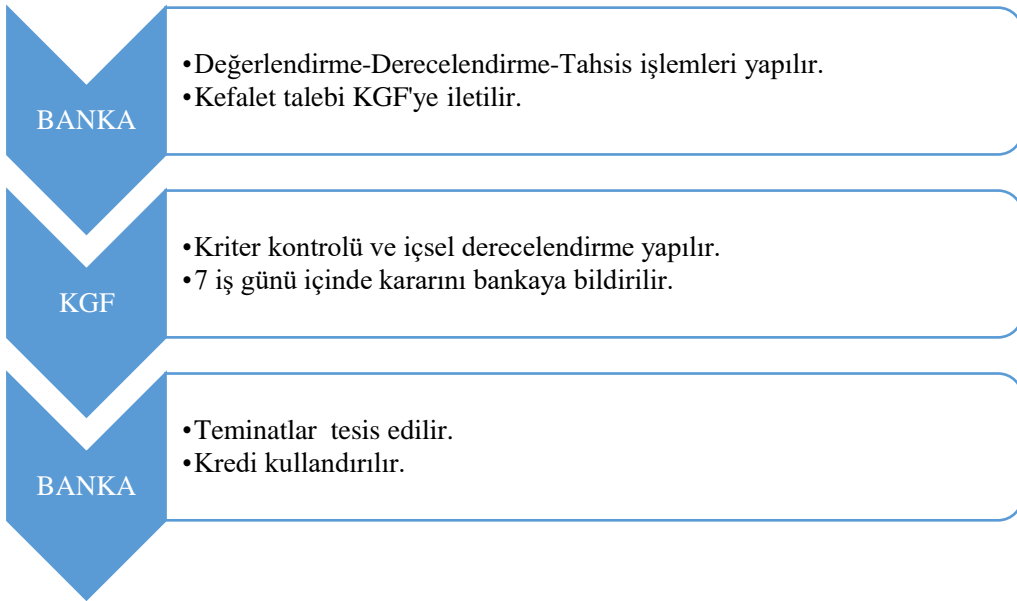 BANKA
•Değerlendirme-Derecelendirme-Tahsis işlemleri yapılır.
•Kefalet talebi KGF'ye iletilir.
KGF
•Kriter kontrolü ve içsel derecelendirme yapılır.
•7 iş günü içinde kararını bankaya bildirilir.
BANKA
•Teminatlar  tesis edilir.
•Kredi kullandırılır.